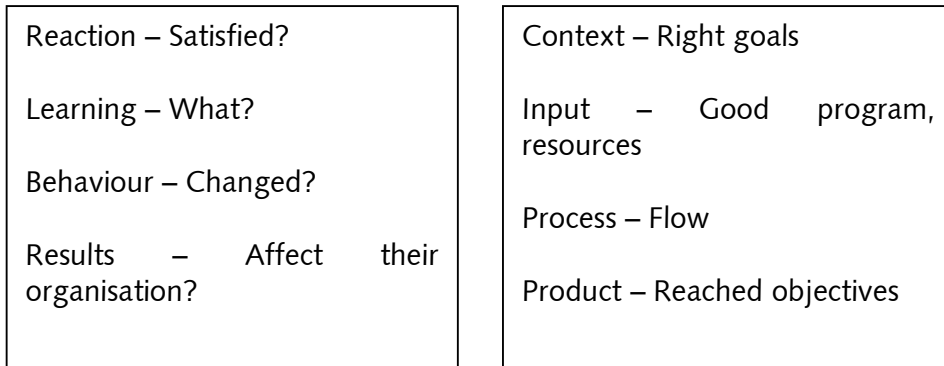 Reaction – Satisfied?
Learning – What?
Behaviour – Changed?
Results – Affect their
organisation?
Context – Right goals
Input – Good program,
resources
Process – Flow
Product – Reached objectives